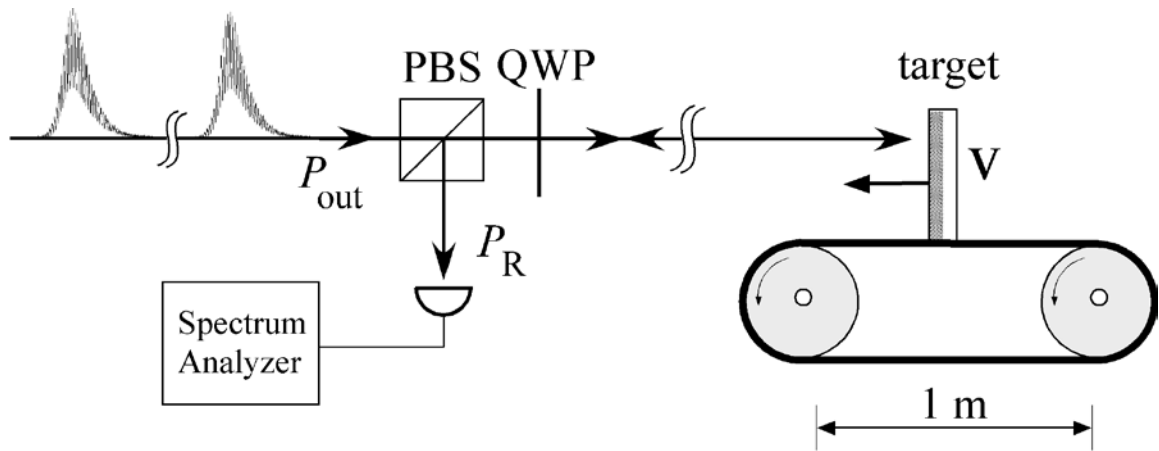 PBS QWP
target
P_out
V
P_R
Spectrum
Analyzer
1 m